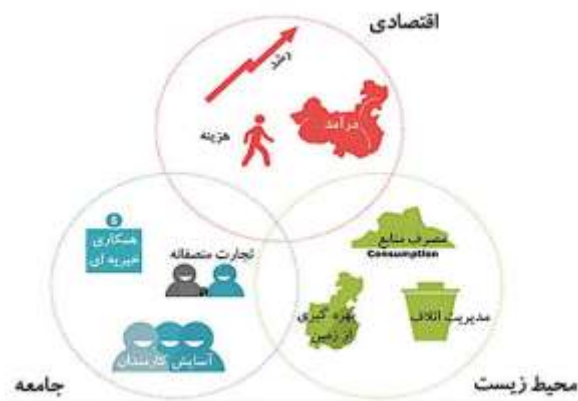 اقتصادی
رشد
درآمد
هزینه
همکاری
خیریه ای
تجارت منصفانه
آسایش کارمندان
جامعه
مصرف منابع
Consumption
بهره گیری
از زمین
مدیریت اتلاف
محیط زیست